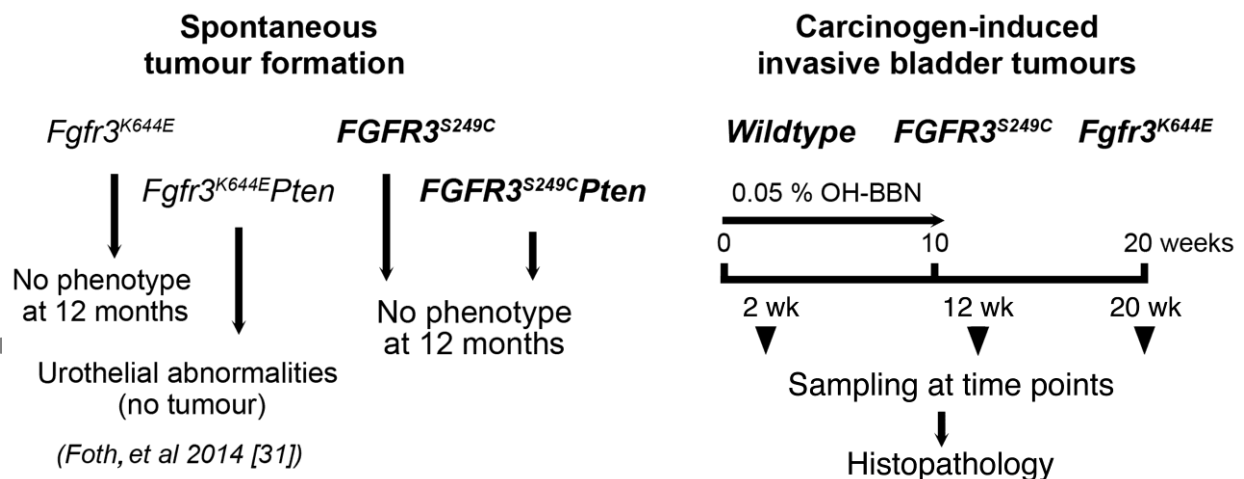 Spontaneous
tumour formation
Fgfr3K644E
FGFR3S249C
Fgfr3K644EPten
FGFR3S249CPten
No phenotype
at 12 months
No phenotype
at 12 months
Urothelial abnormalities
(no tumour)
(Foth, et al 2014 [31])
Carcinogen-induced
invasive bladder tumours
Wildtype FGFR3S249C Fgfr3K644E
0.05 % OH-BBN
0 10 20 weeks
2 wk 12 wk 20 wk
Sampling at time points
Histopathology